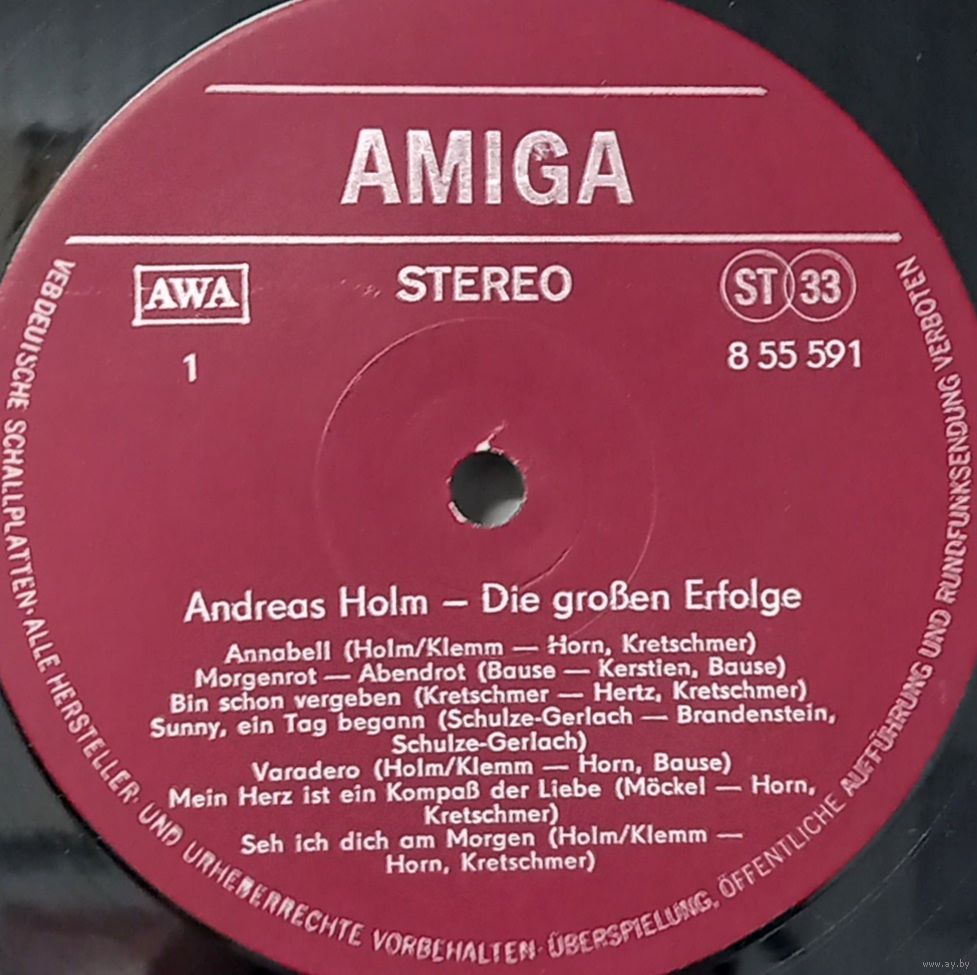 AMIGA
AWA
STEREO
ST 33
1
8 55 591
Andreas Holm – Die großen Erfolge
Annabell (Holm/Klemm — Horn, Kretschmer)
Morgenrot — Abendrot (Bause — Kerstien, Bause)
Bin schon vergeben (Kretschmer — Hertz, Kretschmer)
Sunny, ein Tag begann (Schulze-Gerlach — Brandenstein,
Schulze-Gerlach)
Varadero (Holm/Klemm — Horn, Bause)
Mein Herz ist ein Kompaß der Liebe (Möckel — Horn,
Kretschmer)
Seh ich dich am Morgen (Holm/Klemm —
Horn, Kretschmer)
VEB DEUTSCHE SCHALLPLATTEN · ALLE HERSTELLER- UND URHEBERRECHTE VORBEHALTEN · ÜBERSPIELUNG, ÖFFENTLICHE AUFFÜHRUNG UND RUNDFUNKSENDUNG VERBOTEN
www.ay.by